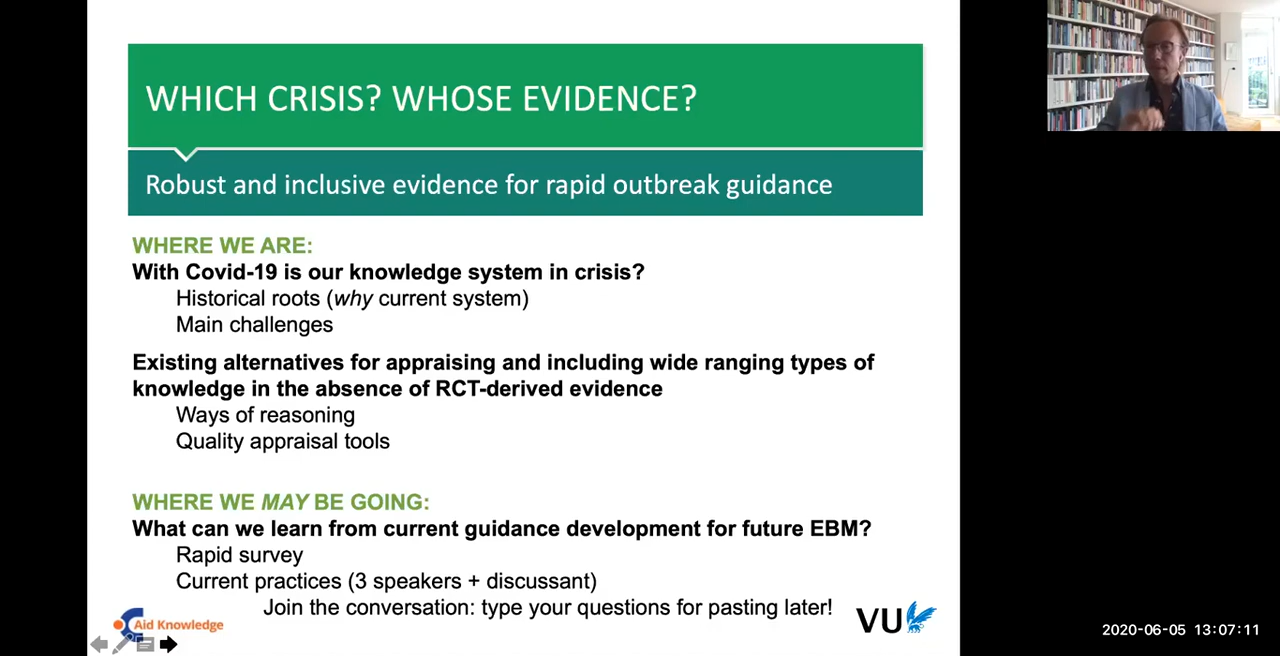 WHICH CRISIS? WHOSE EVIDENCE?
Robust and inclusive evidence for rapid outbreak guidance
WHERE WE ARE:
With Covid-19 is our knowledge system in crisis?
Historical roots (why current system)
Main challenges
Existing alternatives for appraising and including wide ranging types of
knowledge in the absence of RCT-derived evidence
Ways of reasoning
Quality appraisal tools
WHERE WE MAY BE GOING:
What can we learn from current guidance development for future EBM?
Rapid survey
Current practices (3 speakers + discussant)
Join the conversation: type your questions for pasting later!
Aid Knowledge
VU
2020-06-05 13:07:11